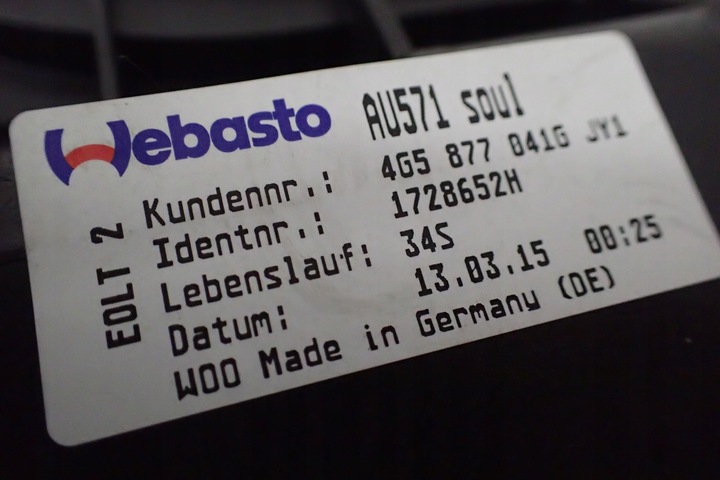 Webasto AU571 soul
Kundennr.: 4G5 877 041G JY1
Identnr.: 1728652H
Lebenslauf: 34S
Datum: 13.03.15 00:25
W00 Made in Germany (DE)
EOLT 2